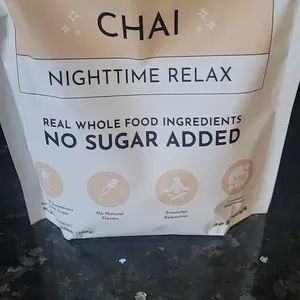 CHAI
NIGHTTIME RELAX
REAL WHOLE FOOD INGREDIENTS
NO SUGAR ADDED
No Natural
Flavors
Promotes
Relaxation